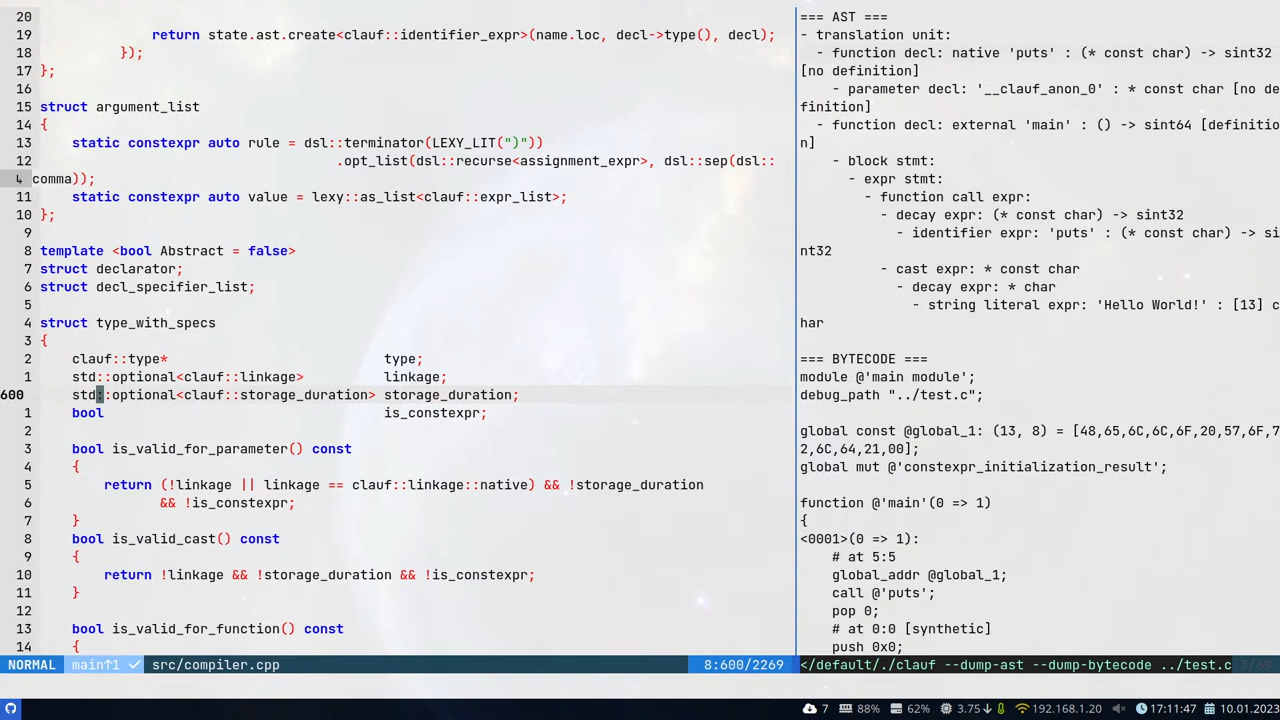 20
19                return state.ast.create<clauf::identifier_expr>(name.loc, decl->type(), decl);
18            });
17  };
16
15  struct argument_list
14  {
13      static constexpr auto rule = dsl::terminator(LEXY_LIT(")"))
12                                       .opt_list(dsl::recurse<assignment_expr>, dsl::sep(dsl::
↳ comma));
11      static constexpr auto value = lexy::as_list<clauf::expr_list>;
10  };
9
8  template <bool Abstract = false>
7  struct declarator;
6  struct decl_specifier_list;
5
4  struct type_with_specs
3  {
2      clauf::type*                           type;
1      std::optional<clauf::linkage>          linkage;
600      std::optional<clauf::storage_duration> storage_duration;
1      bool                                   is_constexpr;
2
3      bool is_valid_for_parameter() const
4      {
5          return (!linkage || linkage == clauf::linkage::native) && !storage_duration
6                 && !is_constexpr;
7      }
8      bool is_valid_cast() const
9      {
10          return !linkage && !storage_duration && !is_constexpr;
11      }
12
13      bool is_valid_for_function() const
14      {
NORMAL main↑1 ✓ src/compiler.cpp 8:600/2269
=== AST ===
- translation unit:
  - function decl: native 'puts' : (* const char) -> sint32
[no definition]
      - parameter decl: '__clauf_anon_0' : * const char [no de
finition]
  - function decl: external 'main' : () -> sint64 [definitio
n]
    - block stmt:
      - expr stmt:
        - function call expr:
          - decay expr: (* const char) -> sint32
            - identifier expr: 'puts' : (* const char) -> si
nt32
          - cast expr: * const char
            - decay expr: * char
              - string literal expr: 'Hello World!' : [13] c
har

=== BYTECODE ===
module @'main module';
debug_path "../test.c";

global const @global_1: (13, 8) = [48,65,6C,6C,6F,20,57,6F,7
2,6C,64,21,00];
global mut @'constexpr_initialization_result';

function @'main'(0 => 1)
{
<0001>(0 => 1):
    # at 5:5
    global_addr @global_1;
    call @'puts';
    pop 0;
    # at 0:0 [synthetic]
    push 0x0;
</default/./clauf --dump-ast --dump-bytecode ../test.c 3/69
7 88% 62% 3.75 192.168.1.20 17:11:47 10.01.2023